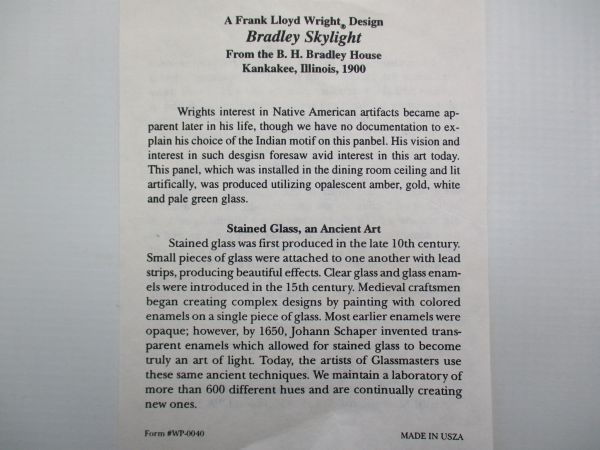 A Frank Lloyd Wright® Design
Bradley Skylight
From the B. H. Bradley House
Kankakee, Illinois, 1900
Wrights interest in Native American artifacts became ap-
parent later in his life, though we have no documentation to ex-
plain his choice of the Indian motif on this panbel. His vision and
interest in such desgisn foresaw avid interest in this art today.
This panel, which was installed in the dining room ceiling and lit
artifically, was produced utilizing opalescent amber, gold, white
and pale green glass.
Stained Glass, an Ancient Art
Stained glass was first produced in the late 10th century.
Small pieces of glass were attached to one another with lead
strips, producing beautiful effects. Clear glass and glass enam-
els were introduced in the 15th century. Medieval craftsmen
began creating complex designs by painting with colored
enamels on a single piece of glass. Most earlier enamels were
opaque; however, by 1650, Johann Schaper invented trans-
parent enamels which allowed for stained glass to become
truly an art of light. Today, the artists of Glassmasters use
these same ancient techniques. We maintain a laboratory of
more than 600 different hues and are continually creating
new ones.
Form #WP-0040
MADE IN USZA